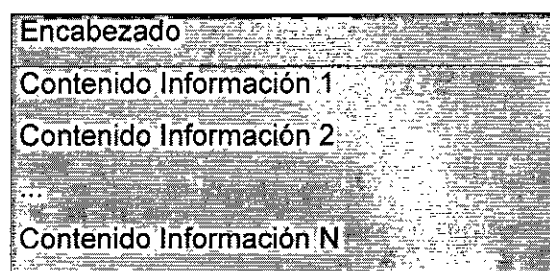 Encabezado
Contenido Información 1
Contenido Información 2
...
Contenido Información N